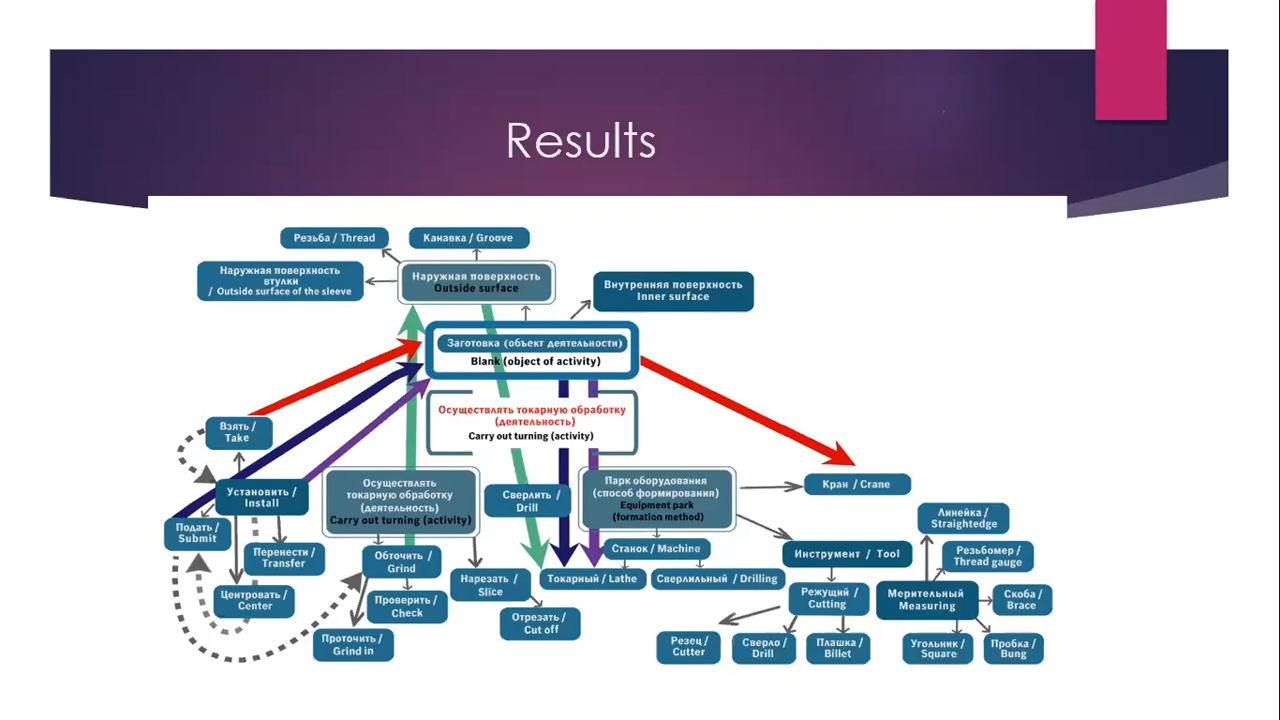 Results
Резьба / Thread
Канавка / Groove
Наружная поверхность
втулки
/ Outside surface of the sleeve
Наружная поверхность
Outside surface
Внутренняя поверхность
Inner surface
Заготовка (объект деятельности)
Blank (object of activity)
Осуществлять токарную обработку
(деятельность)
Carry out turning (activity)
Взять /
Take
Установить /
Install
Подать /
Submit
Перенести /
Transfer
Центровать /
Center
Осуществлять
токарную обработку
(деятельность)
Carry out turning (activity)
Обточить /
Grind
Проверить /
Check
Проточить /
Grind in
Сверлить /
Drill
Нарезать /
Slice
Отрезать /
Cut off
Парк оборудования
(способ формирования)
Equipment park
(formation method)
Станок / Machine
Токарный / Lathe
Сверлильный / Drilling
Кран / Crane
Инструмент / Tool
Режущий /
Cutting
Резец /
Cutter
Сверло /
Drill
Плашка /
Billet
Линейка /
Straightedge
Резьбомер /
Thread gauge
Мерительный
Measuring
Скоба /
Brace
Угольник /
Square
Пробка /
Bung